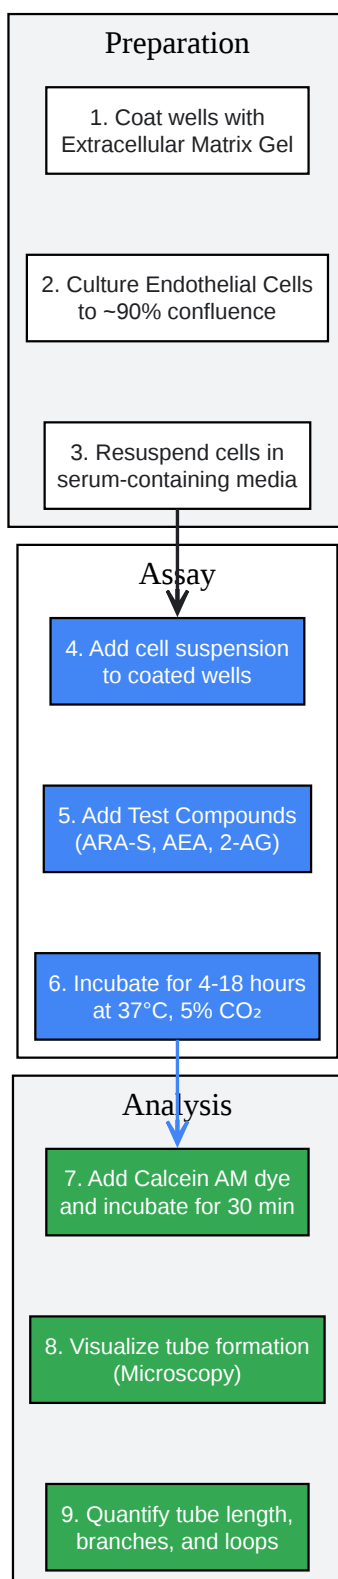 Preparation
1. Coat wells with
Extracellular Matrix Gel
2. Culture Endothelial Cells
to ~90% confluence
3. Resuspend cells in
serum-containing media
Assay
4. Add cell suspension
to coated wells
5. Add Test Compounds
(ARA-S, AEA, 2-AG)
6. Incubate for 4-18 hours
at 37°C, 5% CO₂
Analysis
7. Add Calcein AM dye
and incubate for 30 min
8. Visualize tube formation
(Microscopy)
9. Quantify tube length,
branches, and loops